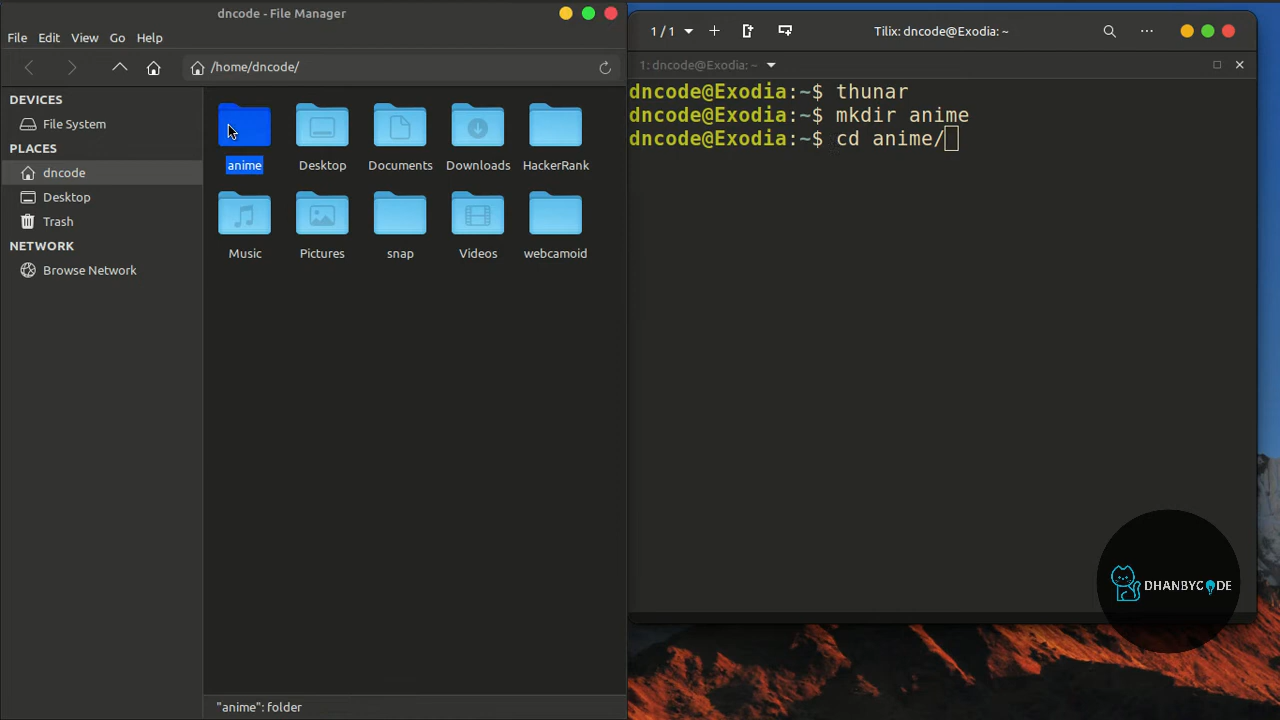 dncode - File Manager
File Edit View Go Help
/home/dncode/
DEVICES
File System
PLACES
dncode
Desktop
Trash
NETWORK
Browse Network
anime Desktop Documents Downloads HackerRank
Music Pictures snap Videos webcamoid
"anime": folder
1 / 1 Tilix: dncode@Exodia: ~
1: dncode@Exodia: ~
dncode@Exodia:~$ thunar
dncode@Exodia:~$ mkdir anime
dncode@Exodia:~$ cd anime/
DHANBYCODE